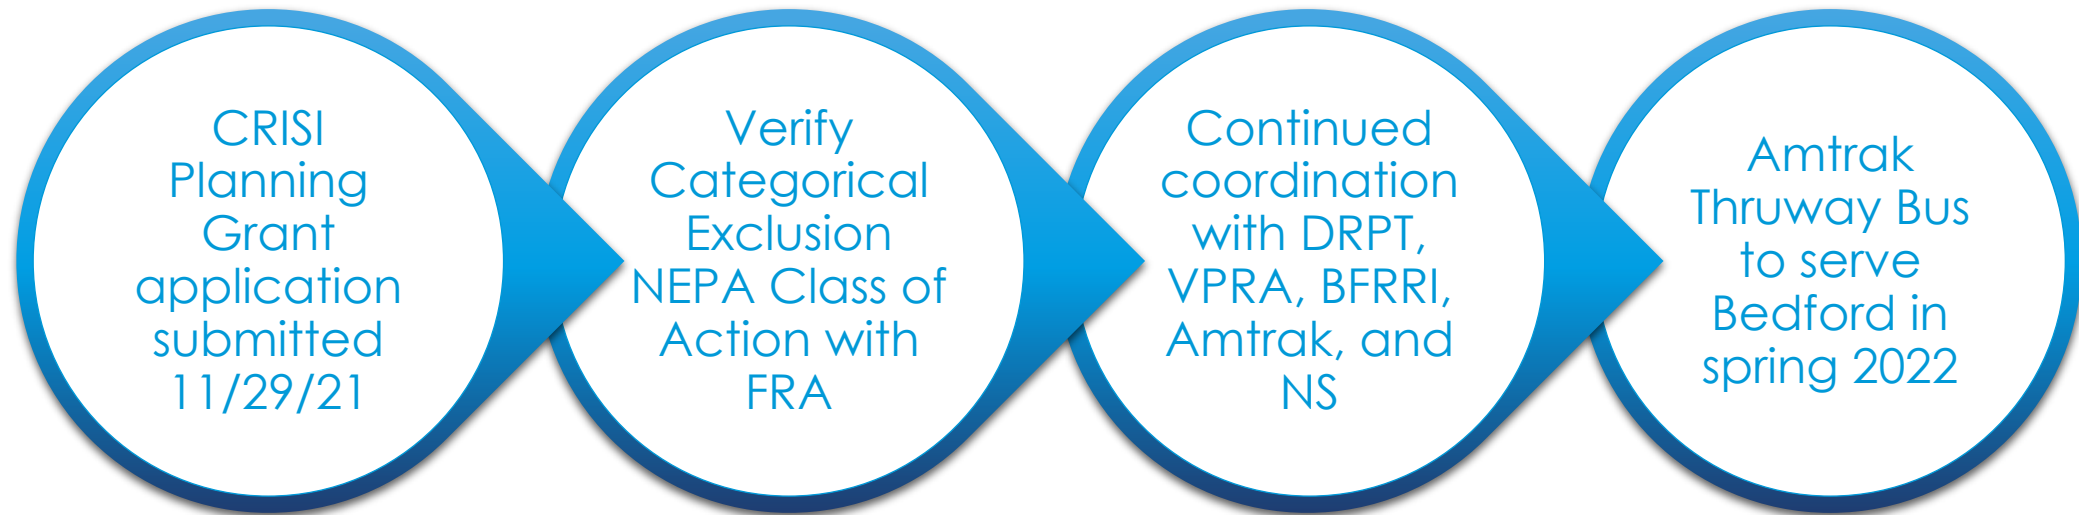 CRISI
Planning
Grant
application
submitted
11/29/21
Verify
Categorical
Exclusion
NEPA Class of
Action with
FRA
Continued
coordination
with DRPT,
VPRA, BFRRI,
Amtrak, and
NS
Amtrak
Thruway Bus
to serve
Bedford in
spring 2022